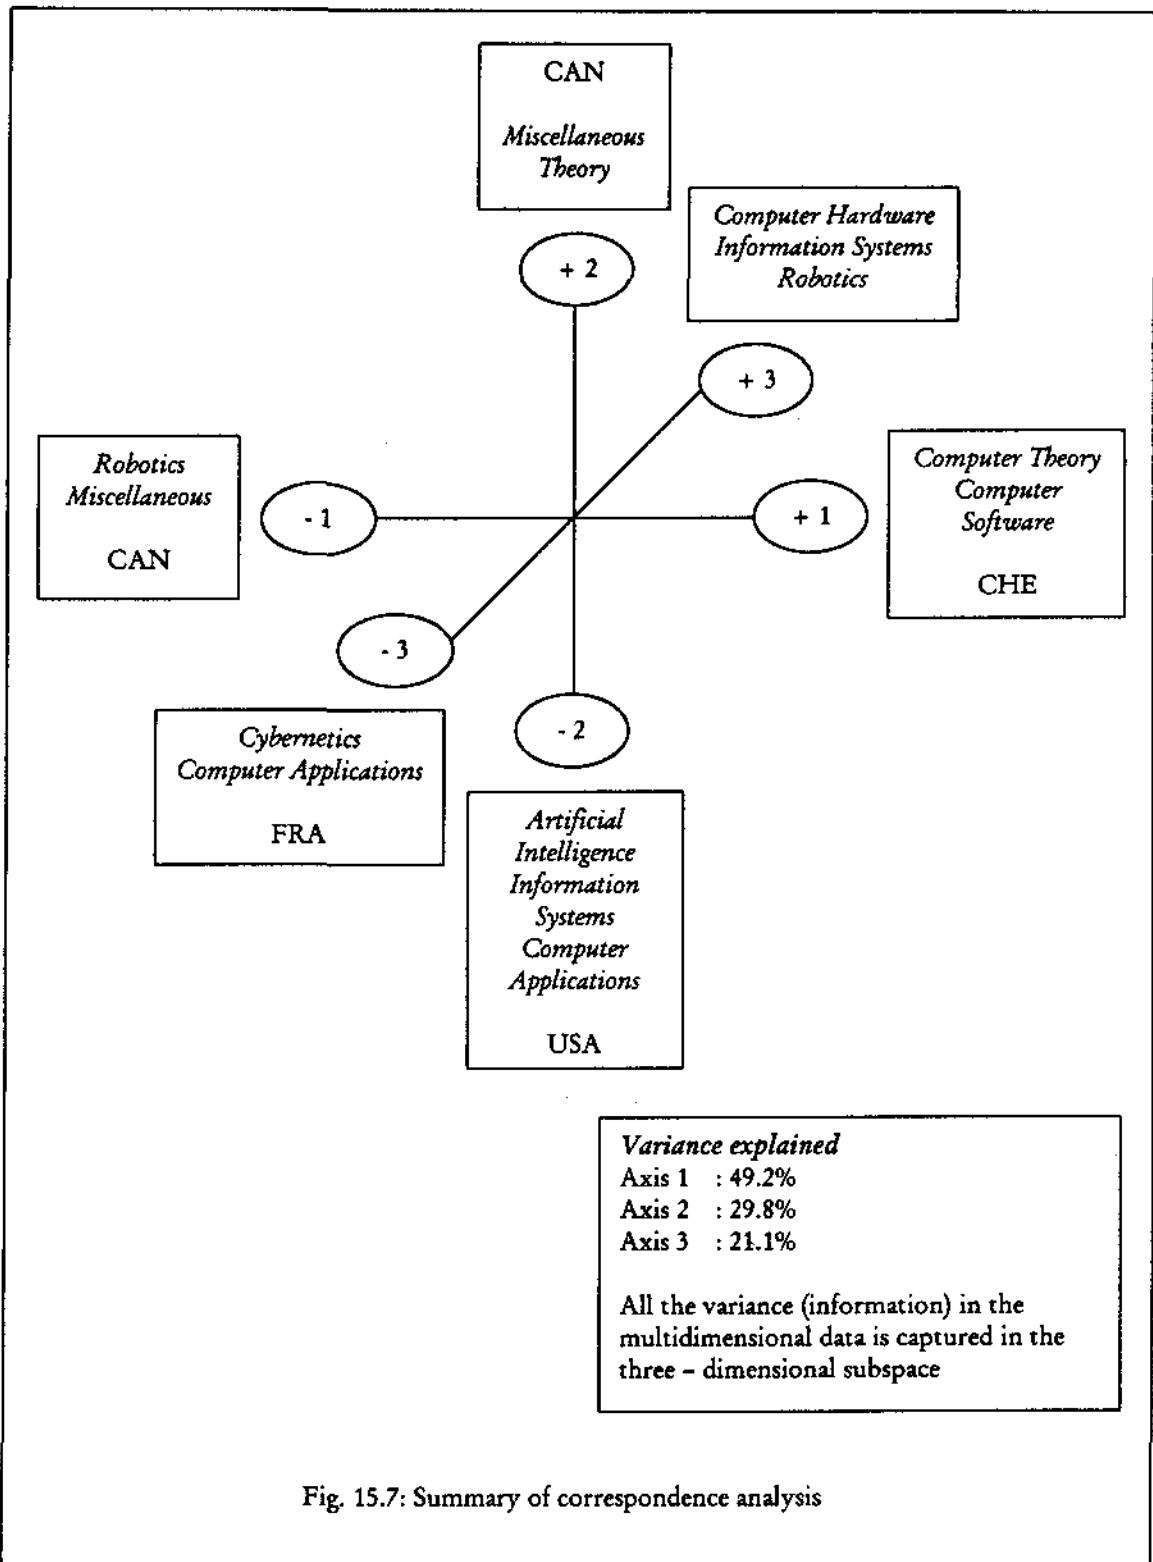 CAN
Miscellaneous
Theory
+ 2
Computer Hardware
Information Systems
Robotics
+ 3
Robotics
Miscellaneous
CAN
- 1
+ 1
Computer Theory
Computer
Software
CHE
- 3
Cybernetics
Computer Applications
FRA
- 2
Artificial
Intelligence
Information
Systems
Computer
Applications
USA
Variance explained
Axis 1 : 49.2%
Axis 2 : 29.8%
Axis 3 : 21.1%
All the variance (information) in the
multidimensional data is captured in the
three – dimensional subspace
Fig. 15.7: Summary of correspondence analysis